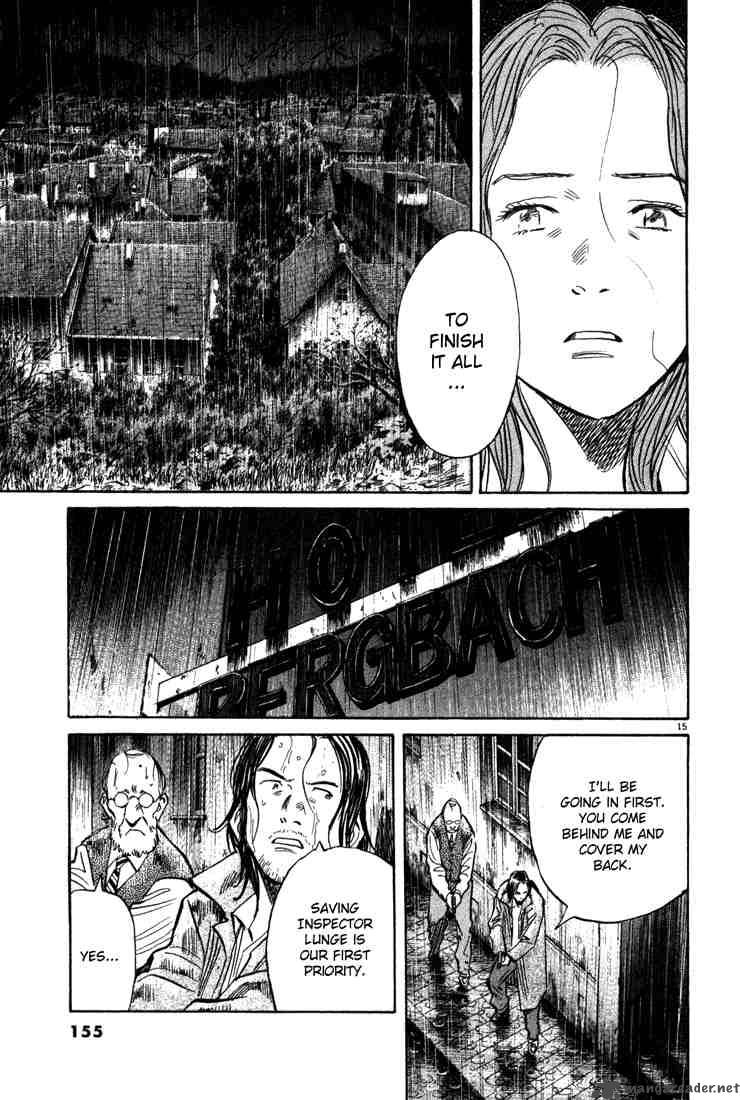 TO
FINISH
IT ALL
...
HOTEL
BERGBACH
15
I'LL BE
GOING IN FIRST.
YOU COME
BEHIND ME AND
COVER MY
BACK.
SAVING
INSPECTOR
LUNGE IS
OUR FIRST
PRIORITY.
YES...
155
mangareader.net